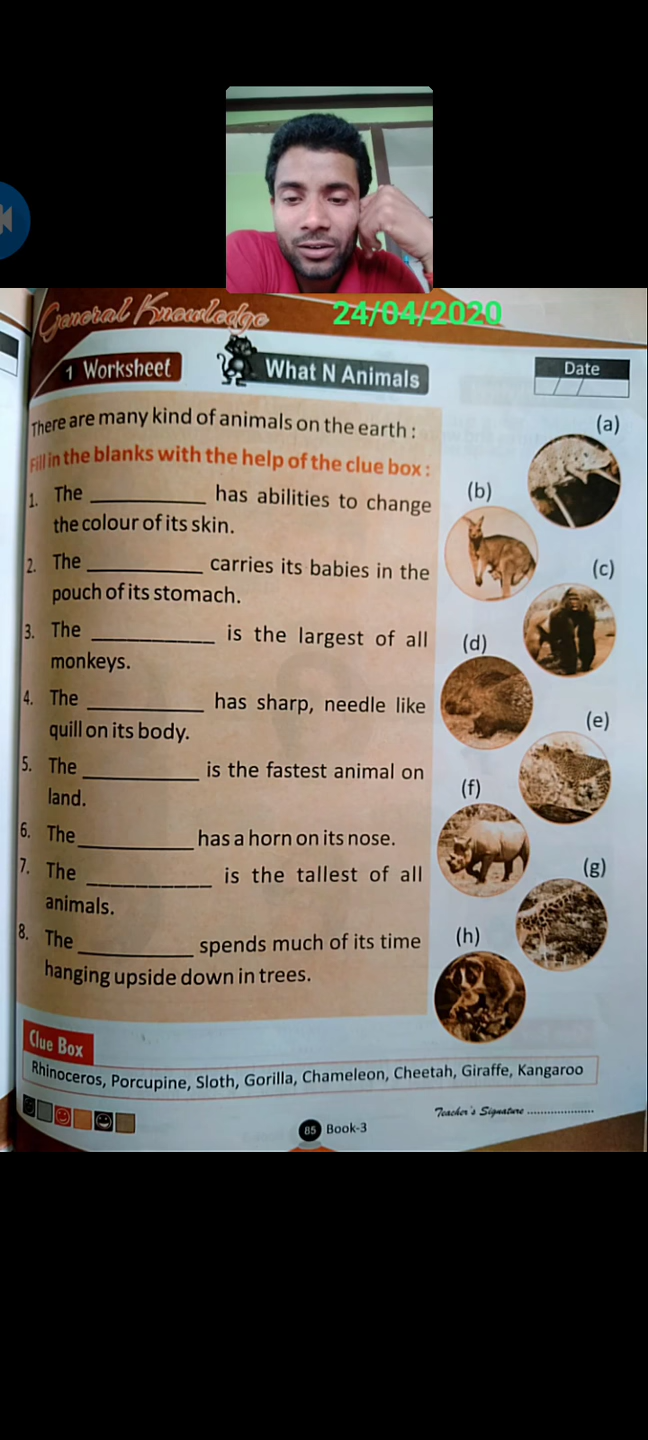 General Knowledge
24/04/2020
1 Worksheet
What N Animals
Date
There are many kind of animals on the earth :
Fill in the blanks with the help of the clue box :
1. The ___________ has abilities to change
the colour of its skin.
2. The ___________ carries its babies in the
pouch of its stomach.
3. The ___________ is the largest of all
monkeys.
4. The ___________ has sharp, needle like
quill on its body.
5. The ___________ is the fastest animal on
land.
6. The ___________ has a horn on its nose.
7. The ___________ is the tallest of all
animals.
8. The ___________ spends much of its time
hanging upside down in trees.
(a)
(b)
(c)
(d)
(e)
(f)
(g)
(h)
Clue Box
Rhinoceros, Porcupine, Sloth, Gorilla, Chameleon, Cheetah, Giraffe, Kangaroo
Teacher's Signature ....................
85 Book-3